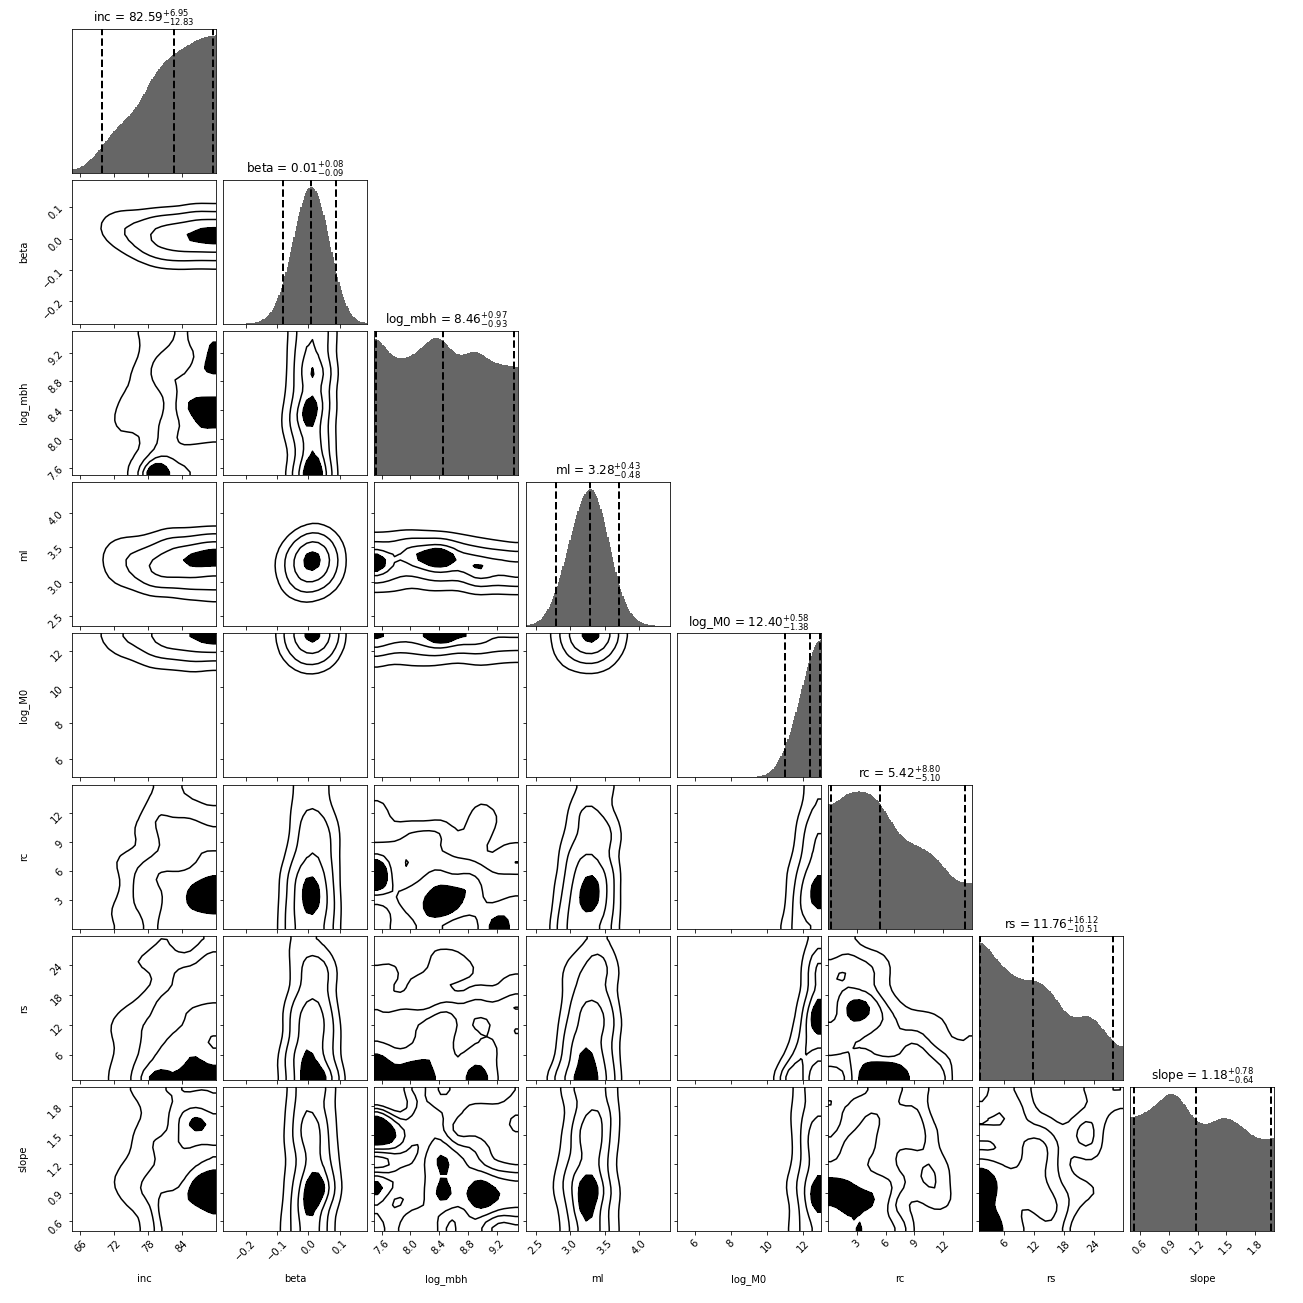 inc = 82.59+6.95−12.83
beta = 0.01+0.08−0.09
0.1
0.0
−0.1
−0.2
beta
log_mbh = 8.46+0.97−0.93
9.2
8.8
8.4
8.0
7.6
log_mbh
ml = 3.28+0.43−0.48
4.0
3.5
3.0
2.5
ml
log_M0 = 12.40+0.58−1.38
12
10
8
6
log_M0
rc = 5.42+8.80−5.10
12
9
6
3
rc
rs = 11.76+16.12−10.51
24
18
12
6
rs
slope = 1.18+0.78−0.64
1.8
1.5
1.2
0.9
0.6
slope
66 72 78 84
−0.2 −0.1 0.0 0.1
7.6 8.0 8.4 8.8 9.2
2.5 3.0 3.5 4.0
6 8 10 12
3 6 9 12
6 12 18 24
0.6 0.9 1.2 1.5 1.8
inc beta log_mbh ml log_M0 rc rs slope